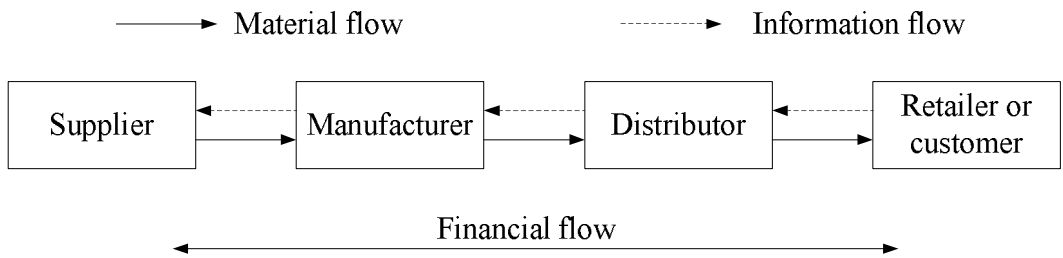 Material flow
Information flow
Supplier
Manufacturer
Distributor
Retailer or
customer
Financial flow